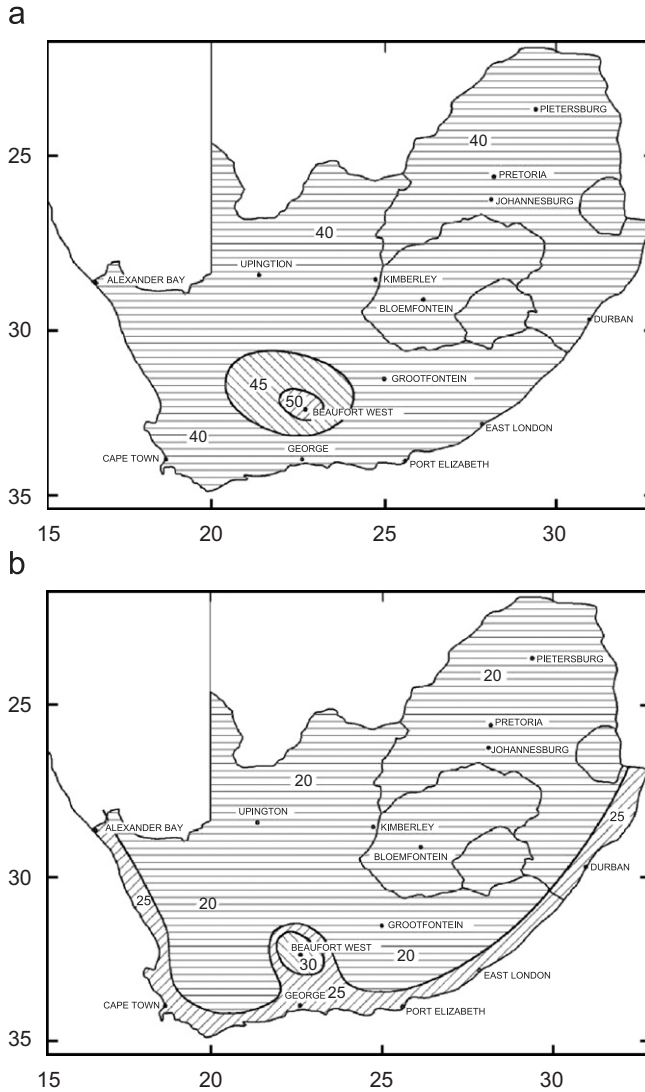 a
PIETERSBURG
40
25
PRETORIA
JOHANNESBURG
40
UPINGTION
ALEXANDER BAY
KIMBERLEY
BLOEMFONTEIN
30
DURBAN
GROOTFONTEIN
45
50
BEAUFORT WEST
EAST LONDON
40
GEORGE
CAPE TOWN
PORT ELIZABETH
35
15 20 25 30
b
PIETERSBURG
20
25
PRETORIA
JOHANNESBURG
20
UPINGTON
ALEXANDER BAY
KIMBERLEY
25
BLOEMFONTEIN
30
DURBAN
25
20
GROOTFONTEIN
BEAUFORT WEST
20
30
EAST LONDON
GEORGE
25
CAPE TOWN
PORT ELIZABETH
35
15 20 25 30